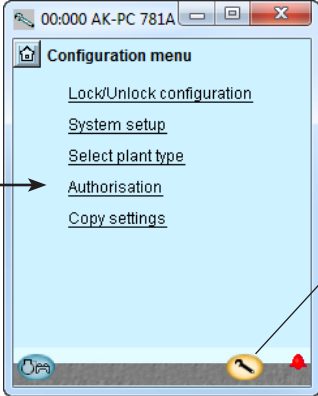 00:000 AK-PC 781A
Configuration menu
Lock/Unlock configuration
System setup
Select plant type
Authorisation
Copy settings